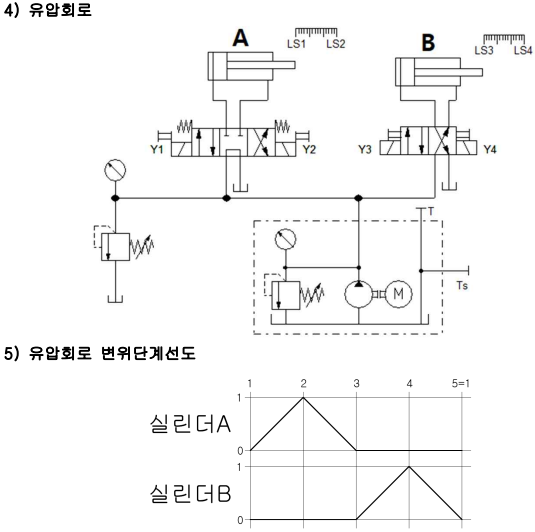 4) 유압회로
A
LS1 LS2
B
LS3 LS4
Y1 Y2
Y3 Y4
T
M
Ts
5) 유압회로 변위단계선도
1 2 3 4 5=1
1
실린더A
0
1
실린더B
0